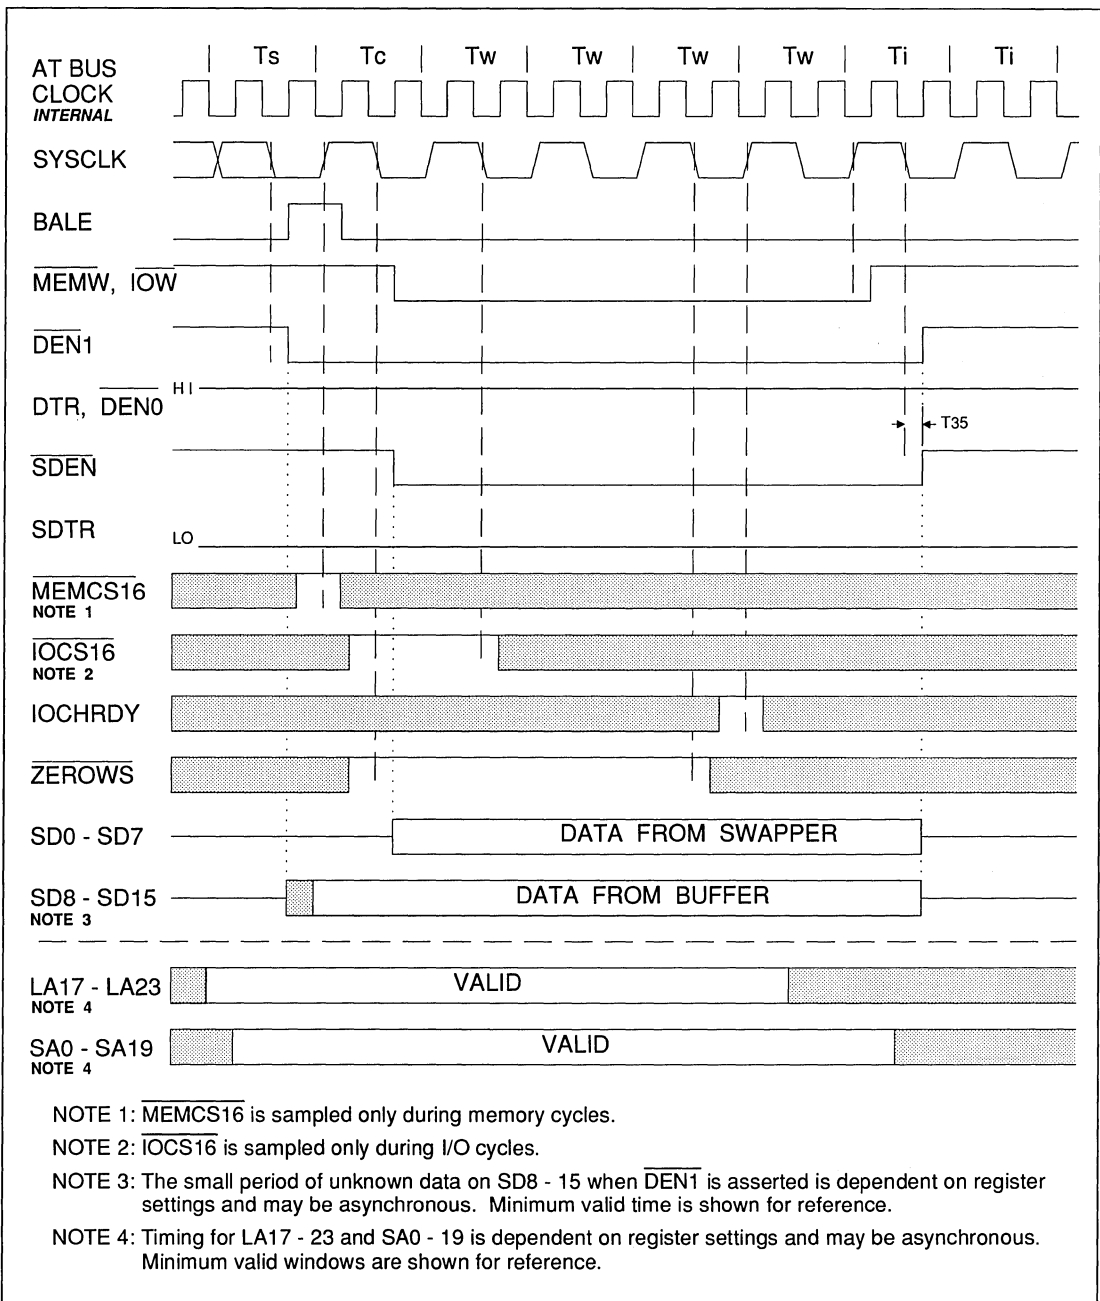 Ts Tc Tw Tw Tw Tw Ti Ti
AT BUS
CLOCK
INTERNAL
SYSCLK
BALE
MEMW, IOW
DEN1
HI
DTR, DEN0
T35
SDEN
SDTR
LO
MEMCS16
NOTE 1
IOCS16
NOTE 2
IOCHRDY
ZEROWS
SD0 - SD7
DATA FROM SWAPPER
SD8 - SD15
DATA FROM BUFFER
NOTE 3
LA17 - LA23
VALID
NOTE 4
SA0 - SA19
VALID
NOTE 4
NOTE 1: MEMCS16 is sampled only during memory cycles.
NOTE 2: IOCS16 is sampled only during I/O cycles.
NOTE 3: The small period of unknown data on SD8 - 15 when DEN1 is asserted is dependent on register
settings and may be asynchronous. Minimum valid time is shown for reference.
NOTE 4: Timing for LA17 - 23 and SA0 - 19 is dependent on register settings and may be asynchronous.
Minimum valid windows are shown for reference.